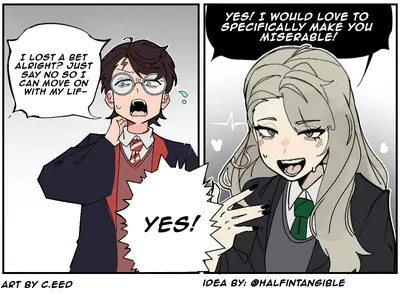 I LOST A BET
ALRIGHT? JUST
SAY NO SO I
CAN MOVE ON
WITH MY LIF-
YES!
YES! I WOULD LOVE TO
SPECIFICALLY MAKE YOU
MISERABLE!
ART BY C.EED
IDEA BY: @HALFINTANGIBLE